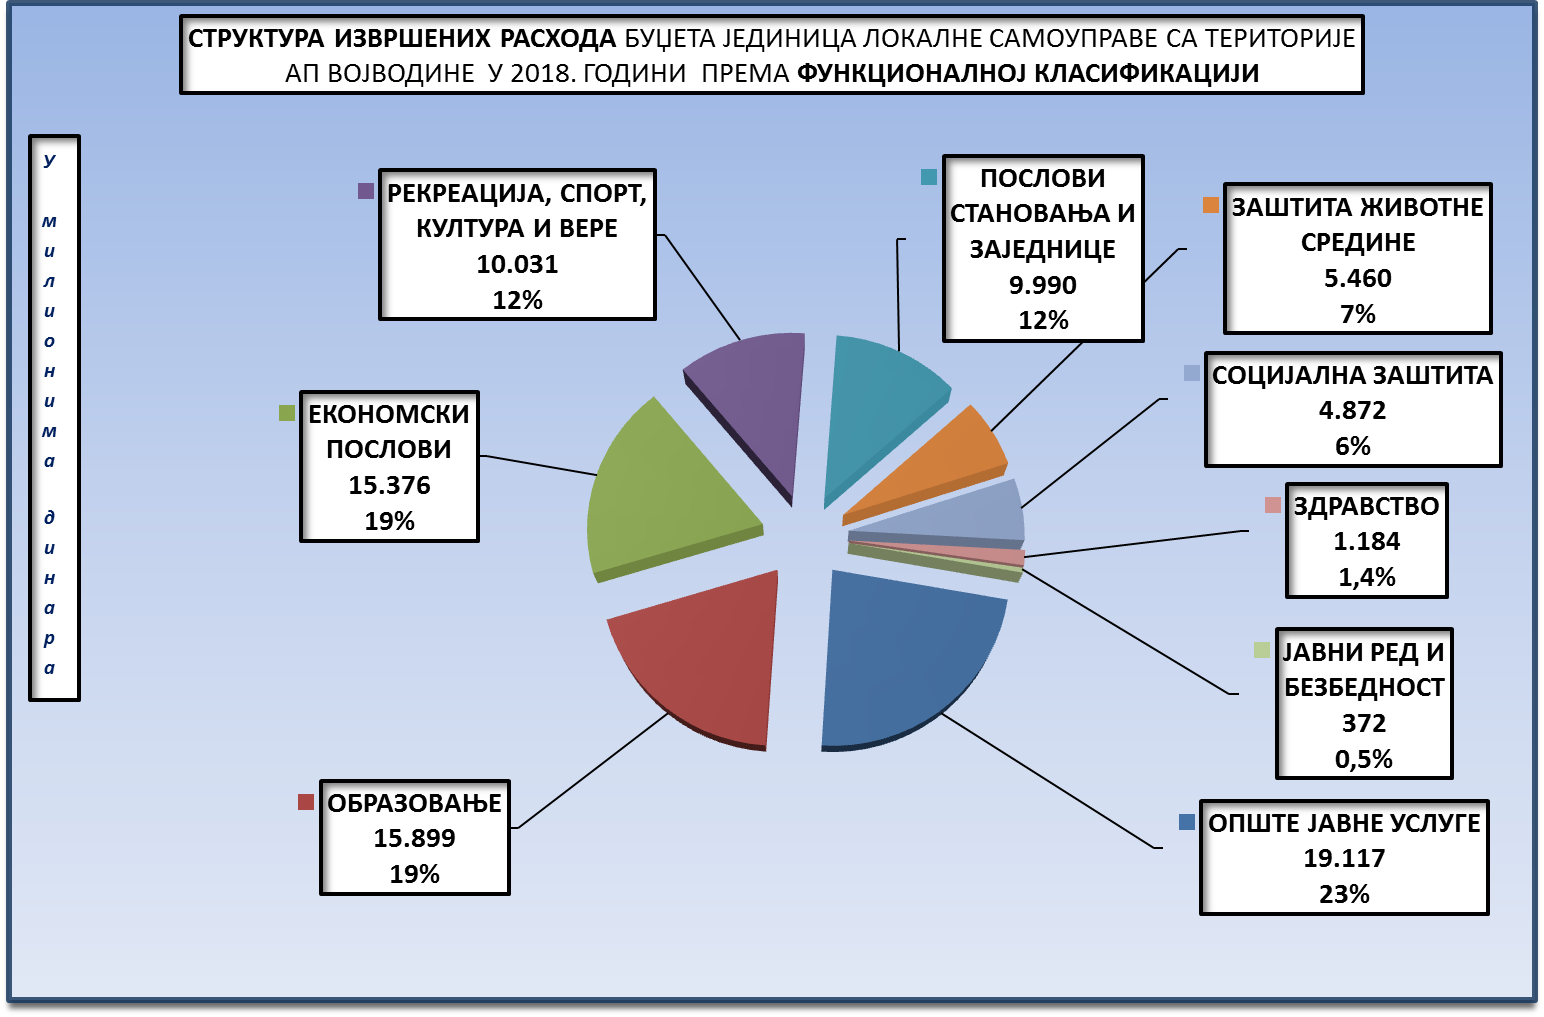 СТРУКТУРА ИЗВРШЕНИХ РАСХОДА БУЏЕТА ЈЕДИНИЦА ЛОКАЛНЕ САМОУПРАВЕ СА ТЕРИТОРИЈЕ
АП ВОЈВОДИНЕ У 2018. ГОДИНИ ПРЕМА ФУНКЦИОНАЛНОЈ КЛАСИФИКАЦИЈИ
У милионима динара
РЕКРЕАЦИЈА, СПОРТ,
КУЛТУРА И ВЕРЕ
10.031
12%
ПОСЛОВИ
СТАНОВАЊА И
ЗАЈЕДНИЦЕ
9.990
12%
ЗАШТИТА ЖИВОТНЕ
СРЕДИНЕ
5.460
7%
СОЦИЈАЛНА ЗАШТИТА
4.872
6%
ЕКОНОМСКИ
ПОСЛОВИ
15.376
19%
ЗДРАВСТВО
1.184
1,4%
ЈАВНИ РЕД И
БЕЗБЕДНОСТ
372
0,5%
ОБРАЗОВАЊЕ
15.899
19%
ОПШТЕ ЈАВНЕ УСЛУГЕ
19.117
23%